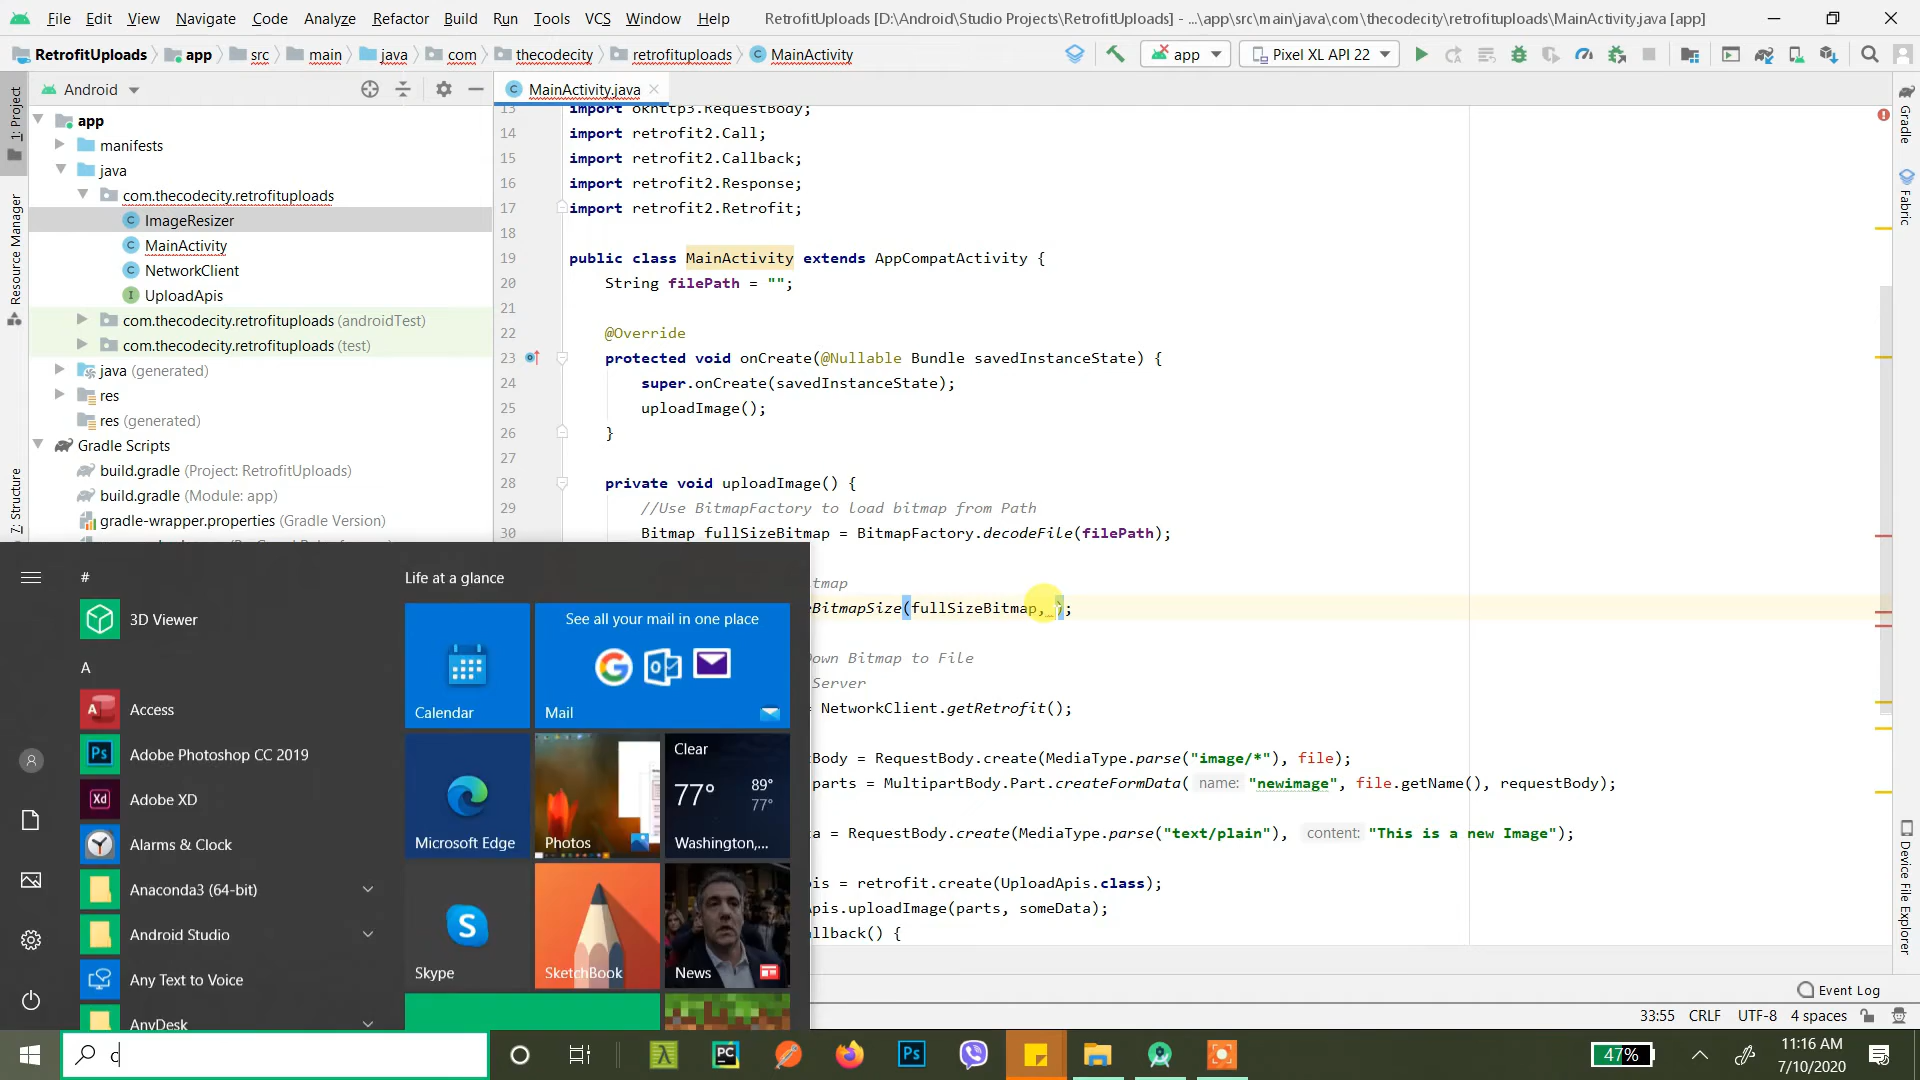 File Edit View Navigate Code Analyze Refactor Build Run Tools VCS Window Help RetrofitUploads [D:\Android\Studio Projects\RetrofitUploads] - ...\app\src\main\java\com\thecodecity\retrofituploads\MainActivity.java [app]
RetrofitUploads app src main java com thecodecity retrofituploads MainActivity app Pixel XL API 22
Android
MainActivity.java
1: Project
Resource Manager
7: Structure
app
manifests
java
com.thecodecity.retrofituploads
ImageResizer
MainActivity
NetworkClient
UploadApis
com.thecodecity.retrofituploads (androidTest)
com.thecodecity.retrofituploads (test)
java (generated)
res
res (generated)
Gradle Scripts
build.gradle (Project: RetrofitUploads)
build.gradle (Module: app)
gradle-wrapper.properties (Gradle Version)
13 import okhttp3.RequestBody;
14 import retrofit2.Call;
15 import retrofit2.Callback;
16 import retrofit2.Response;
17 import retrofit2.Retrofit;
18
19 public class MainActivity extends AppCompatActivity {
20 String filePath = "";
21
22 @Override
23 protected void onCreate(@Nullable Bundle savedInstanceState) {
24 super.onCreate(savedInstanceState);
25 uploadImage();
26 }
27
28 private void uploadImage() {
29 //Use BitmapFactory to load bitmap from Path
30 Bitmap fullSizeBitmap = BitmapFactory.decodeFile(filePath);
tmap
BitmapSize(fullSizeBitmap, );
own Bitmap to File
Server
= NetworkClient.getRetrofit();
tBody = RequestBody.create(MediaType.parse("image/*"), file);
parts = MultipartBody.Part.createFormData( name: "newimage", file.getName(), requestBody);
ta = RequestBody.create(MediaType.parse("text/plain"), content: "This is a new Image");
is = retrofit.create(UploadApis.class);
pis.uploadImage(parts, someData);
llback() {
Gradle
Fabric
Device File Explorer
#
3D Viewer
A
Access
Adobe Photoshop CC 2019
Adobe XD
Alarms & Clock
Anaconda3 (64-bit)
Android Studio
Any Text to Voice
AnyDesk
Life at a glance
Calendar
See all your mail in one place
Mail
Microsoft Edge
Photos
Clear
77° 89° 77°
Washington,...
Skype
SketchBook
News
Event Log
33:55 CRLF UTF-8 4 spaces
c
47%
11:16 AM
7/10/2020